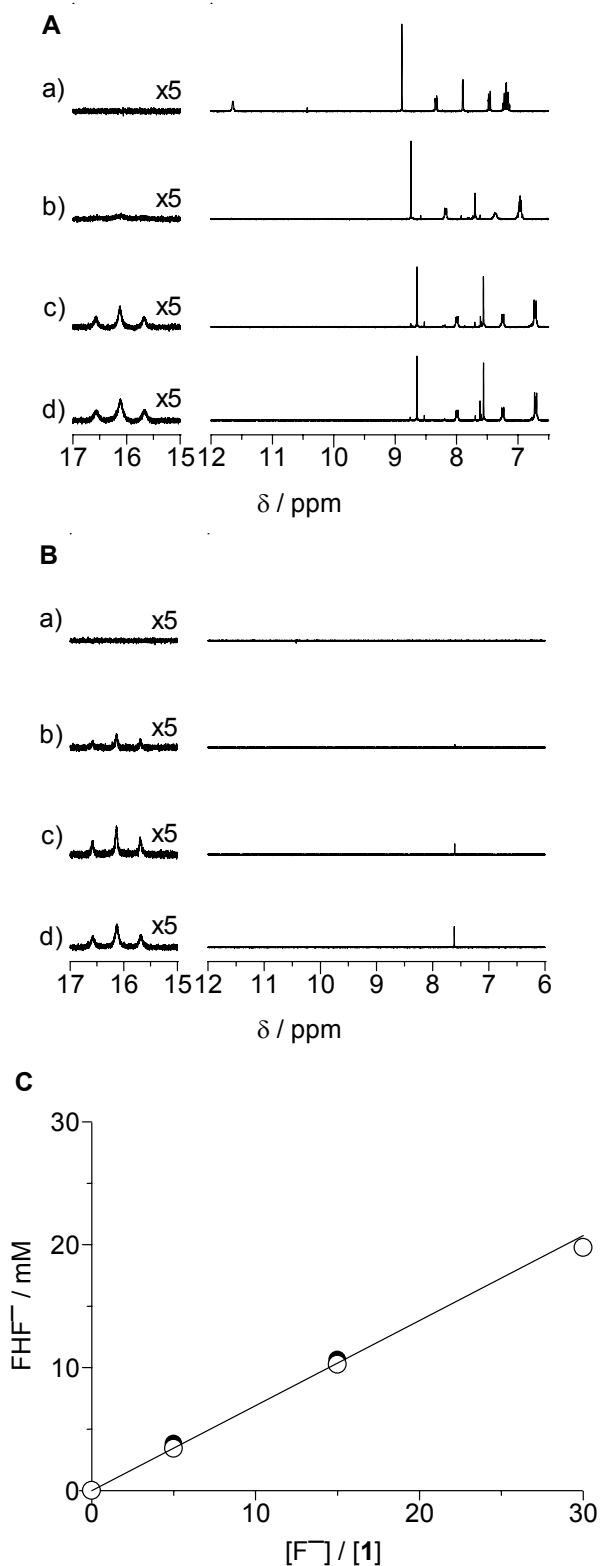 A
a) x5
b) x5
c) x5
d) x5
17 16 15 12 11 10 9 8 7
δ / ppm
B
a) x5
b) x5
c) x5
d) x5
17 16 15 12 11 10 9 8 7 6
δ / ppm
C
30
20
10
0
FHF⁻ / mM
0 10 20 30
[F⁻] / [1]